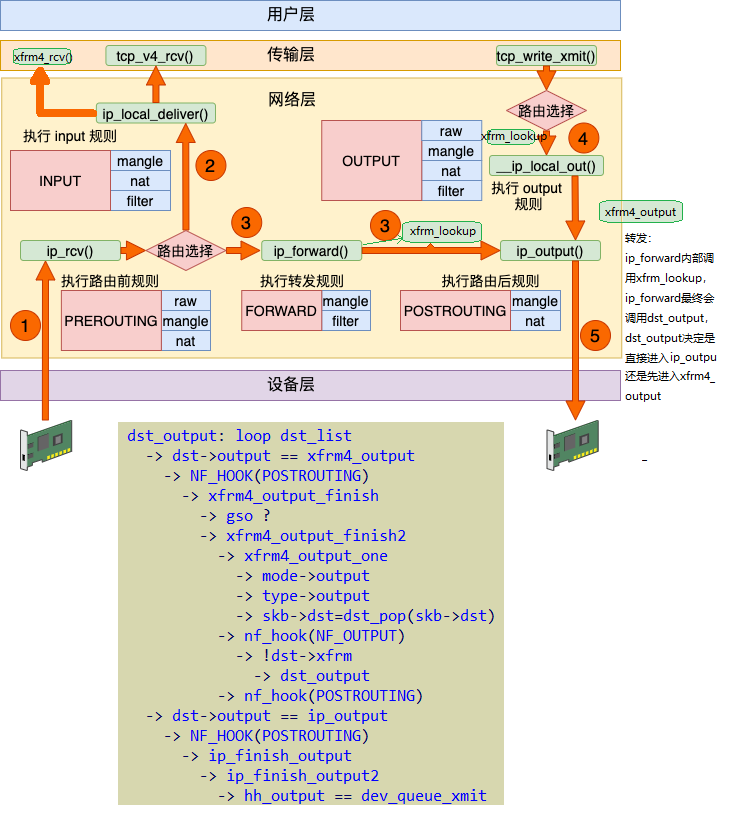 用户层
传输层
xfrm4_rcv()
tcp_v4_rcv()
tcp_write_xmit()
网络层
ip_local_deliver()
路由选择
执行 input 规则
INPUT
mangle
nat
filter
2
OUTPUT
raw
mangle
nat
filter
xfrm_lookup
4
__ip_local_out()
执行 output
规则
xfrm4_output
3
3
xfrm_lookup
ip_rcv()
路由选择
ip_forward()
ip_output()
执行路由前规则
执行转发规则
执行路由后规则
1
PREROUTING
raw
mangle
nat
FORWARD
mangle
filter
POSTROUTING
mangle
nat
5
转发:
ip_forward内部调
用xfrm_lookup,
ip_forward最终会
调用dst_output,
dst_output决定是
直接进入ip_outpu
还是先进入xfrm4_
output
设备层
dst_output: loop dst_list
-> dst->output == xfrm4_output
-> NF_HOOK(POSTROUTING)
-> xfrm4_output_finish
-> gso ?
-> xfrm4_output_finish2
-> xfrm4_output_one
-> mode->output
-> type->output
-> skb->dst=dst_pop(skb->dst)
-> nf_hook(NF_OUTPUT)
-> !dst->xfrm
-> dst_output
-> nf_hook(POSTROUTING)
-> dst->output == ip_output
-> NF_HOOK(POSTROUTING)
-> ip_finish_output
-> ip_finish_output2
-> hh_output == dev_queue_xmit